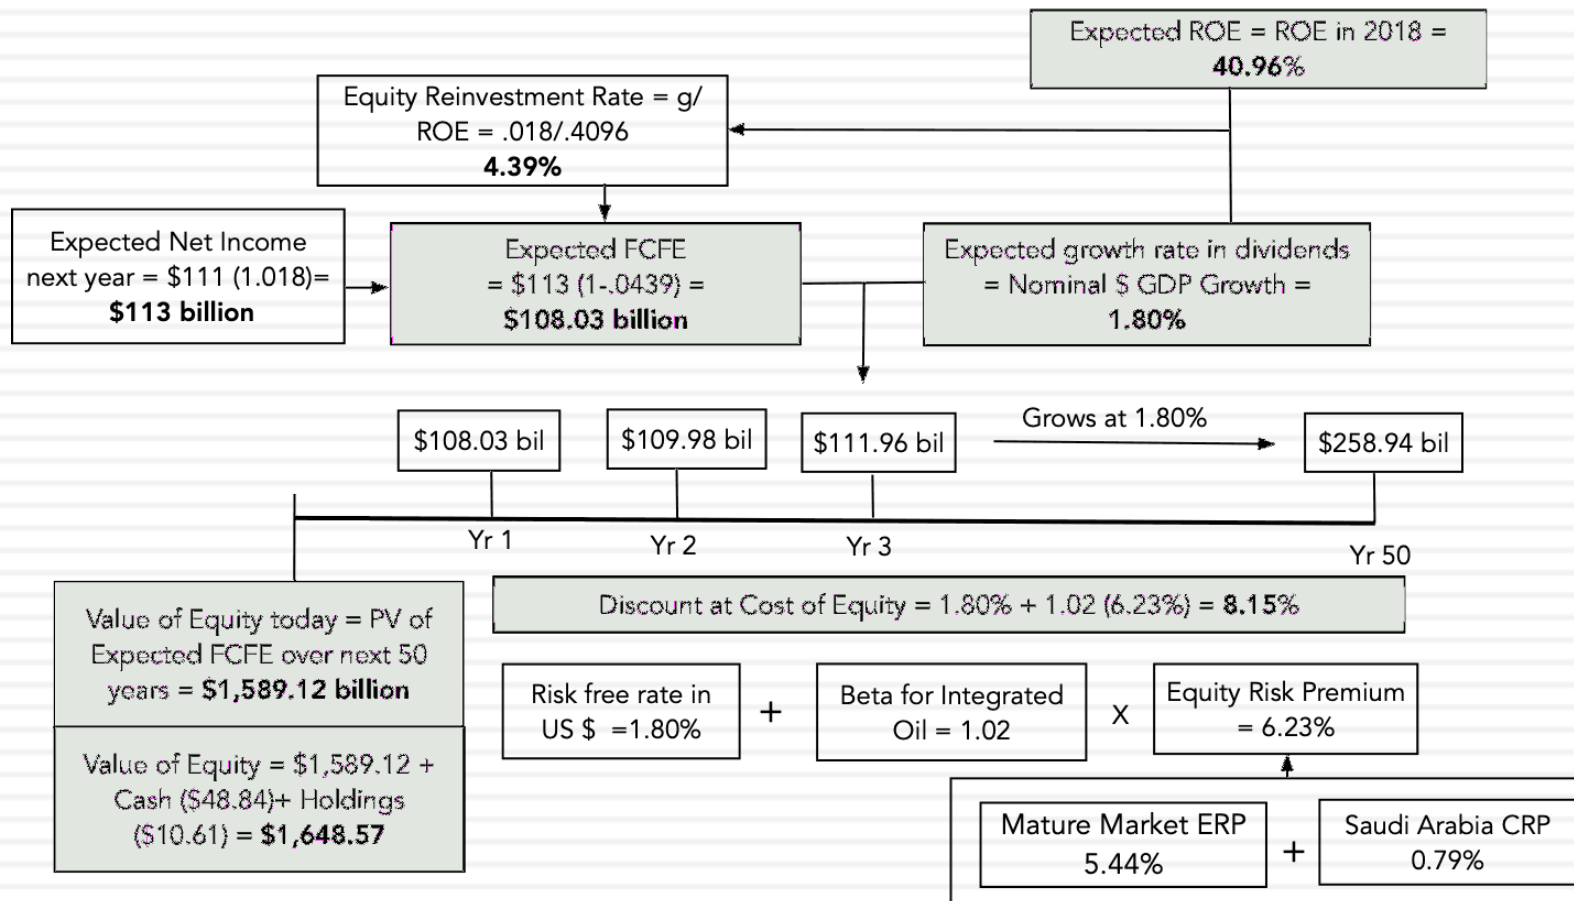 Expected ROE = ROE in 2018 =
40.96%
Equity Reinvestment Rate = g/
ROE = .018/.4096
4.39%
Expected Net Income
next year = $111 (1.018)=
$113 billion
Expected FCFE
= $113 (1-.0439) =
$108.03 billion
Expected growth rate in dividends
= Nominal $ GDP Growth =
1.80%
$108.03 bil
$109.98 bil
$111.96 bil
Grows at 1.80%
$258.94 bil
Yr 1
Yr 2
Yr 3
Yr 50
Discount at Cost of Equity = 1.80% + 1.02 (6.23%) = 8.15%
Value of Equity today = PV of
Expected FCFE over next 50
years = $1,589.12 billion
Value of Equity = $1,589.12 +
Cash ($48.84)+ Holdings
($10.61) = $1,648.57
Risk free rate in
US $ =1.80%
+
Beta for Integrated
Oil = 1.02
X
Equity Risk Premium
= 6.23%
Mature Market ERP
5.44%
+
Saudi Arabia CRP
0.79%